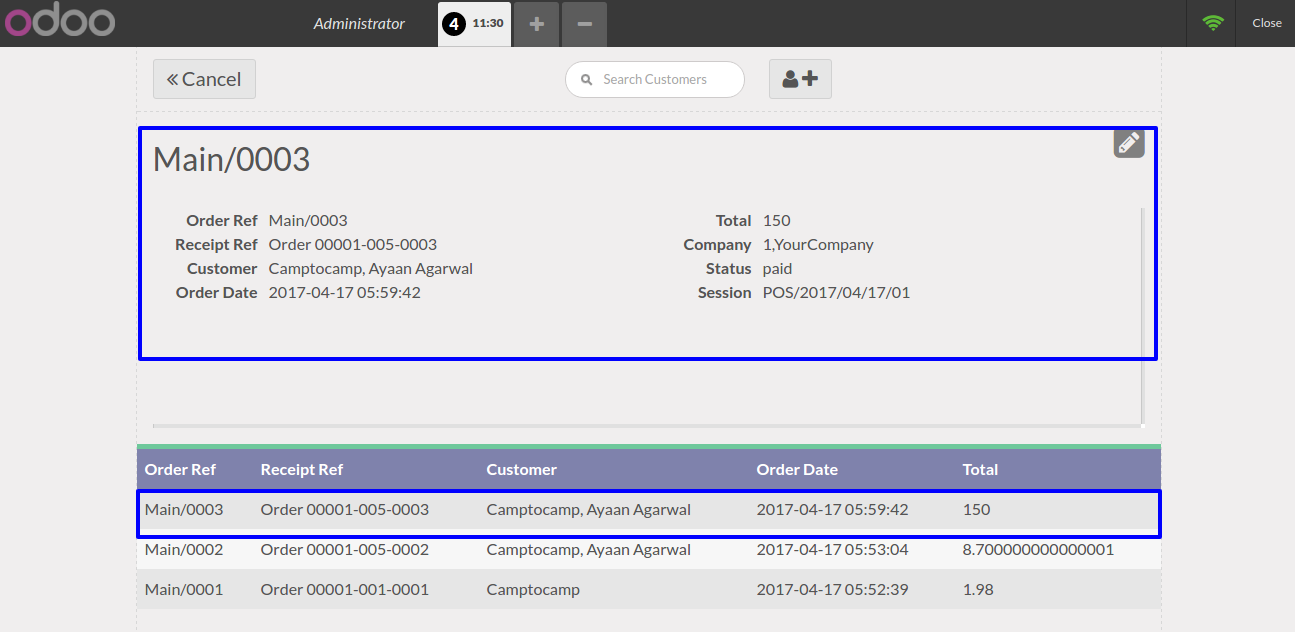 odoo Administrator 4 11:30 Close
Cancel Search Customers
Main/0003
Order Ref Main/0003 Total 150
Receipt Ref Order 00001-005-0003 Company 1,YourCompany
Customer Camptocamp, Ayaan Agarwal Status paid
Order Date 2017-04-17 05:59:42 Session POS/2017/04/17/01
Order Ref Receipt Ref Customer Order Date Total
Main/0003 Order 00001-005-0003 Camptocamp, Ayaan Agarwal 2017-04-17 05:59:42 150
Main/0002 Order 00001-005-0002 Camptocamp, Ayaan Agarwal 2017-04-17 05:53:04 8.700000000000001
Main/0001 Order 00001-001-0001 Camptocamp 2017-04-17 05:52:39 1.98